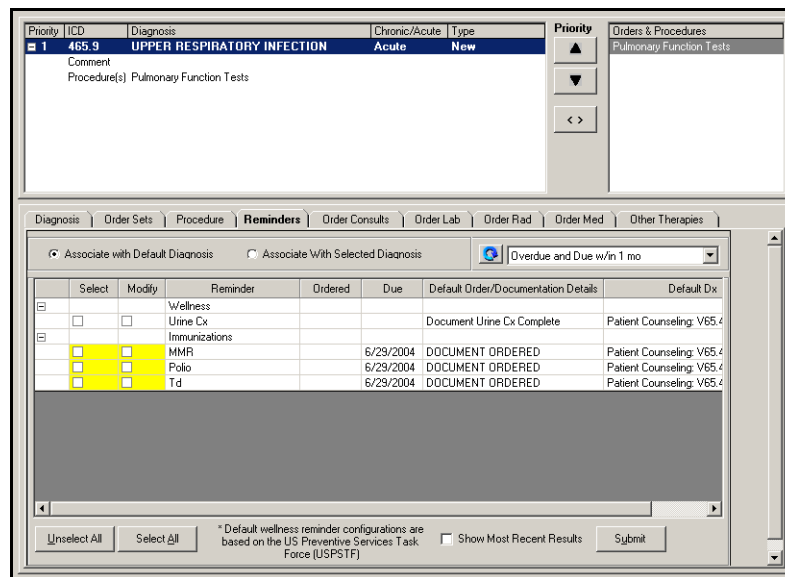 Priority ICD Diagnosis Chronic/Acute Type Priority Orders & Procedures
1 465.9 UPPER RESPIRATORY INFECTION Acute New Pulmonary Function Tests
Comment
Procedure(s) Pulmonary Function Tests
< >
Diagnosis Order Sets Procedure Reminders Order Consults Order Lab Order Rad Order Med Other Therapies
Associate with Default Diagnosis Associate With Selected Diagnosis Overdue and Due w/in 1 mo
Select Modify Reminder Ordered Due Default Order/Documentation Details Default Dx
Wellness
Urine Cx Document Urine Cx Complete Patient Counseling: V65.4
Immunizations
MMR 6/29/2004 DOCUMENT ORDERED Patient Counseling: V65.4
Polio 6/29/2004 DOCUMENT ORDERED Patient Counseling: V65.4
Td 6/29/2004 DOCUMENT ORDERED Patient Counseling: V65.4
Unselect All Select All * Default wellness reminder configurations are
based on the US Preventive Services Task
Force (USPSTF) Show Most Recent Results Submit